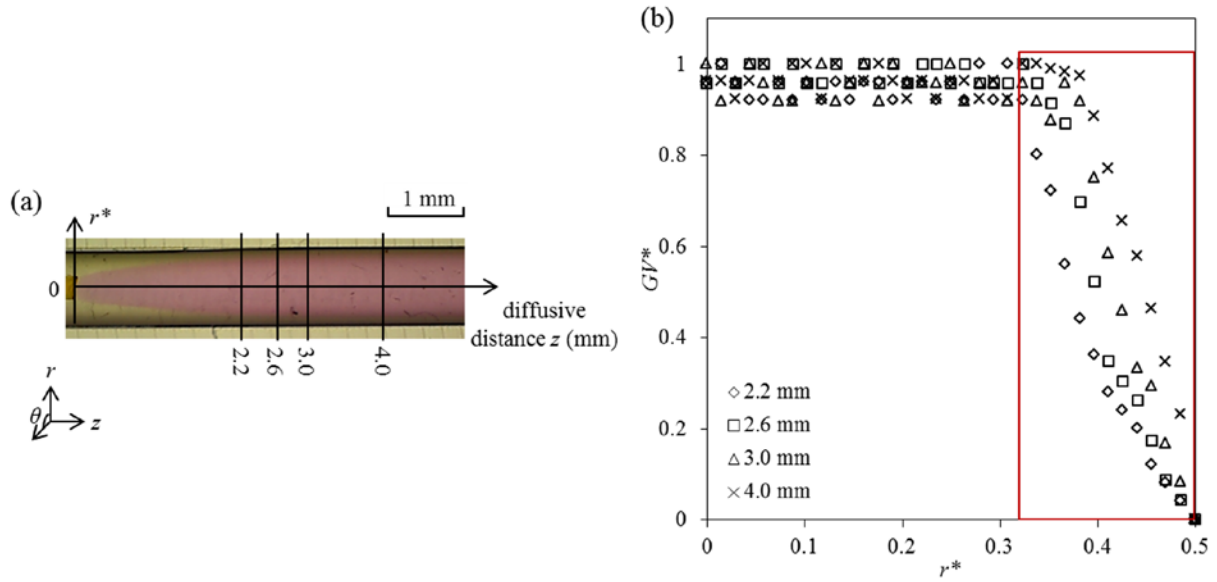 (a)
r*
1 mm
0
diffusive
distance z (mm)
2.2
2.6
3.0
4.0
r
θ
z
(b)
GV*
1
0.8
0.6
0.4
0.2
0
2.2 mm
2.6 mm
3.0 mm
4.0 mm
0
0.1
0.2
0.3
0.4
0.5
r*